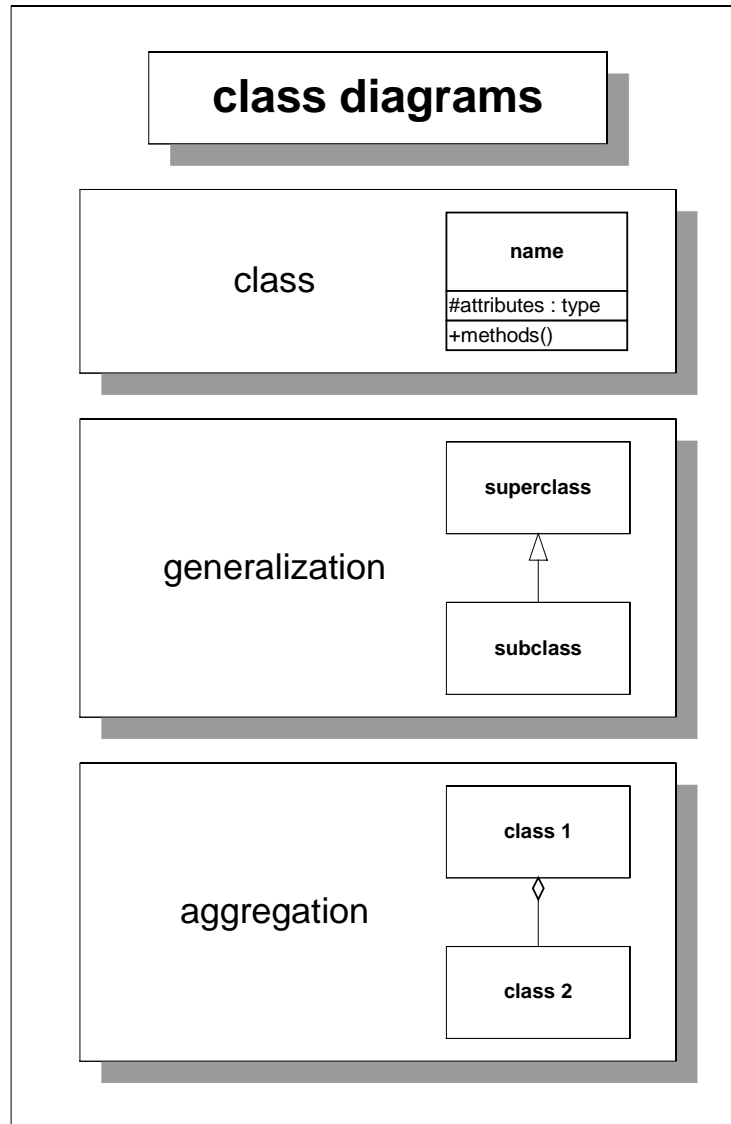 class diagrams
class
name
#attributes : type
+methods()
generalization
superclass
subclass
aggregation
class 1
class 2